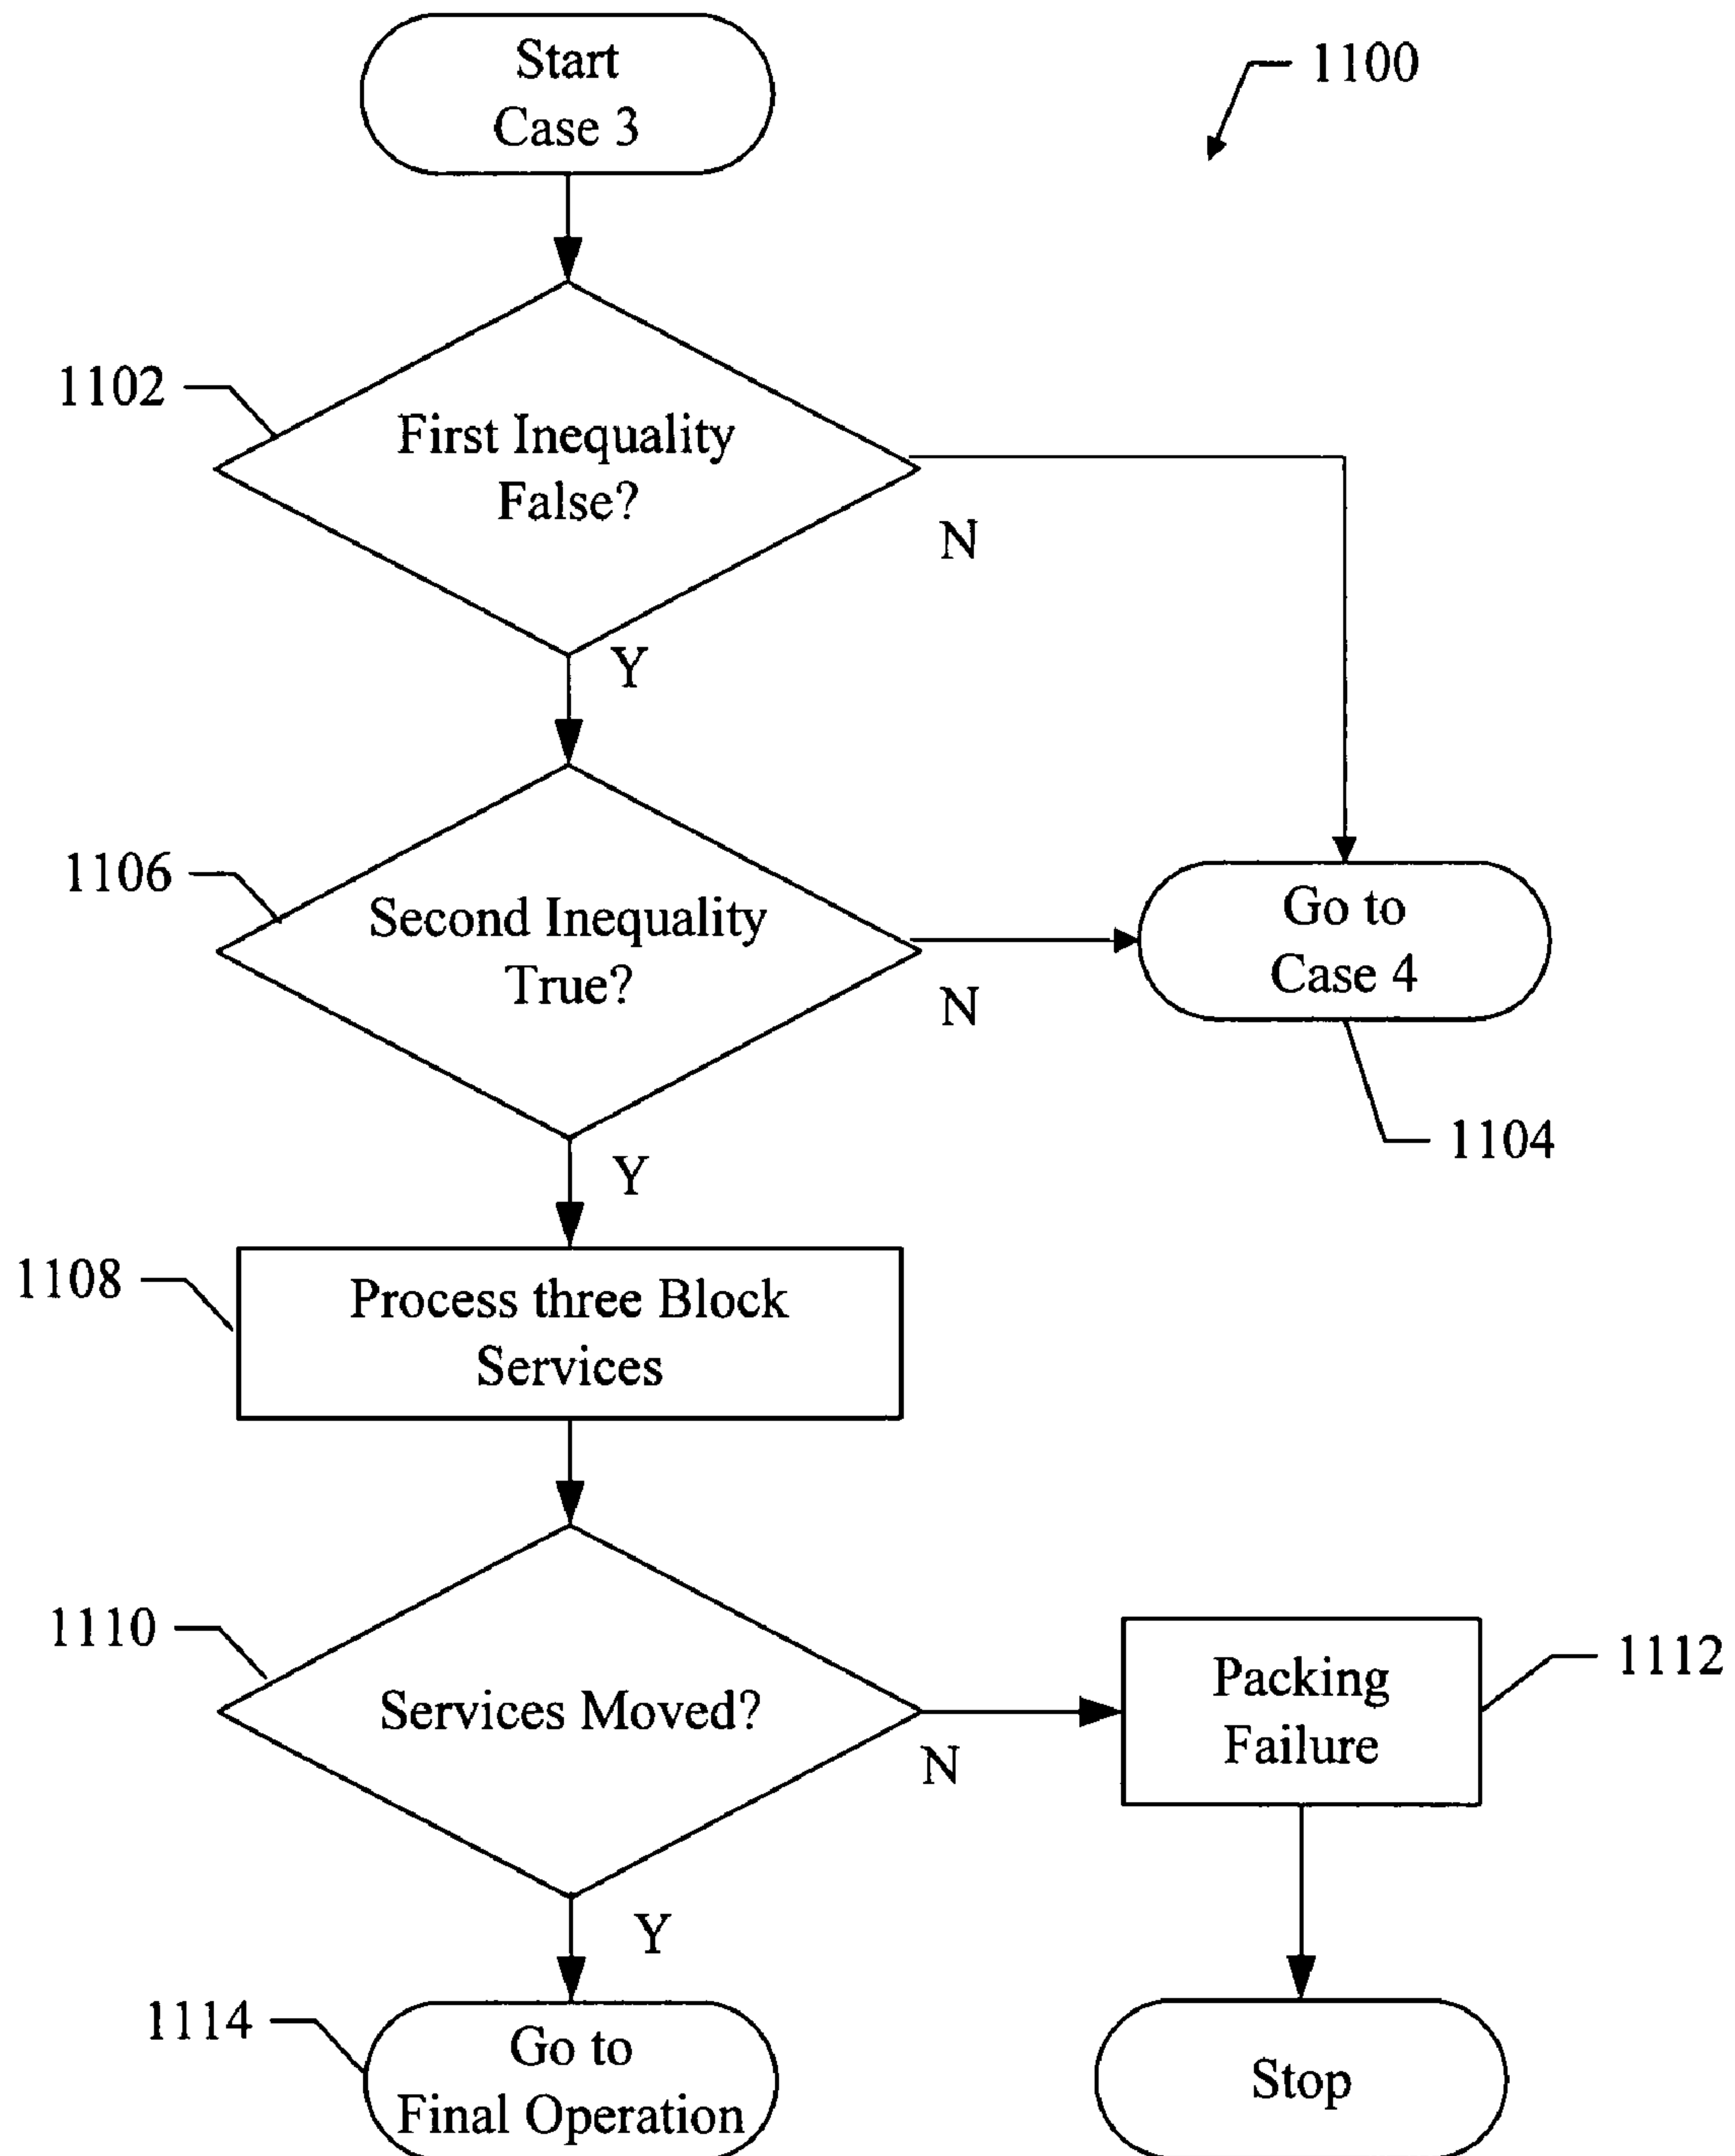 Start
Case 3
1100
1102
First Inequality
False?
N
Y
1106
Second Inequality
True?
N
Go to
Case 4
1104
Y
1108
Process three Block
Services
1110
Services Moved?
N
Packing
Failure
1112
Y
1114
Go to
Final Operation
Stop